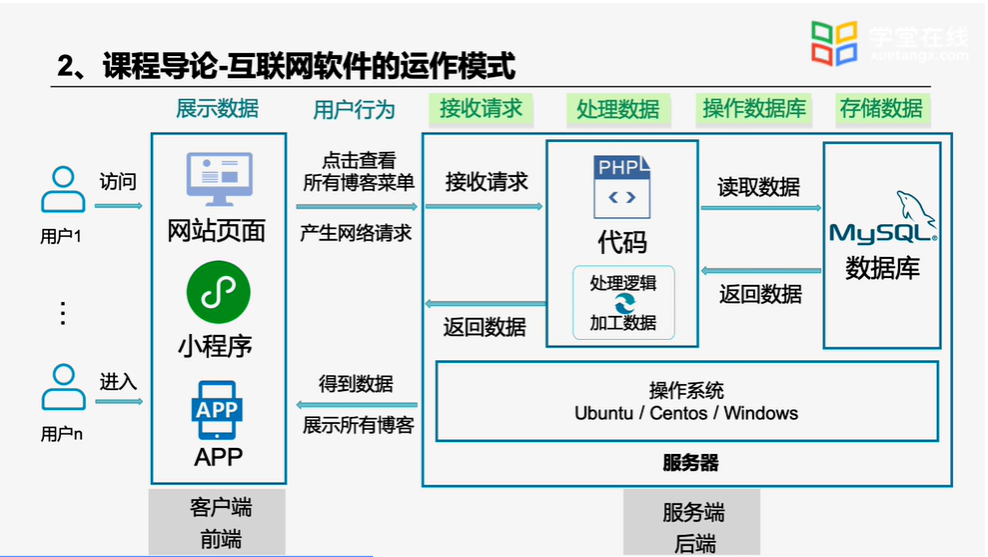 学堂在线
xuetangx.com
2、课程导论-互联网软件的运作模式
展示数据
用户行为
接收请求
处理数据
操作数据库
存储数据
用户1
访问
⋮
用户n
进入
网站页面
小程序
APP
APP
点击查看
所有博客菜单
产生网络请求
得到数据
展示所有博客
接收请求
返回数据
PHP
< >
代码
处理逻辑
加工数据
读取数据
返回数据
MySQL®
数据库
操作系统
Ubuntu / Centos / Windows
服务器
客户端
前端
服务端
后端